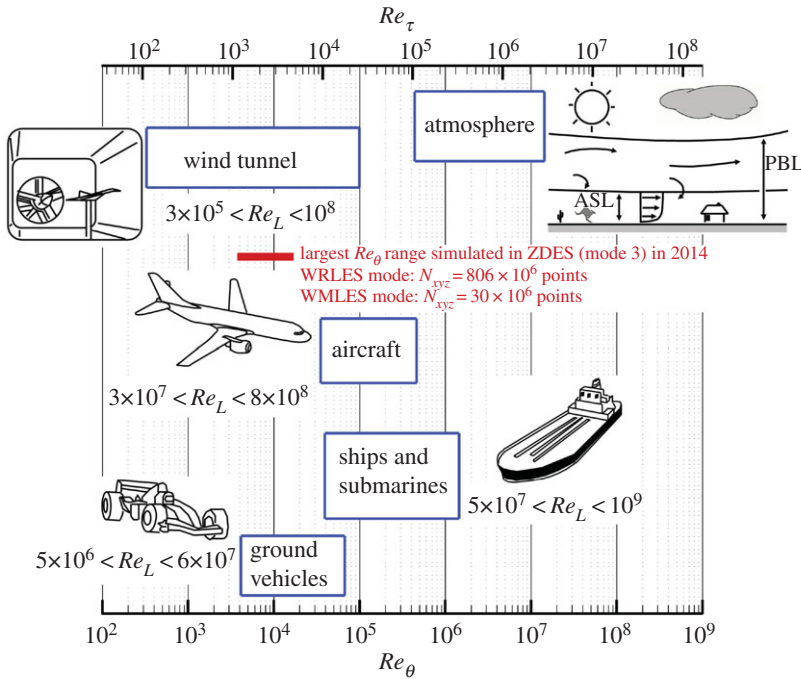 Re_τ
10^2 10^3 10^4 10^5 10^6 10^7 10^8
atmosphere
wind tunnel
PBL
ASL
3×10^5 < Re_L < 10^8
largest Re_θ range simulated in ZDES (mode 3) in 2014
WRLES mode: N_xyz = 806 × 10^6 points
WMLES mode: N_xyz = 30 × 10^6 points
aircraft
3×10^7 < Re_L < 8×10^8
ships and
submarines
5×10^7 < Re_L < 10^9
5×10^6 < Re_L < 6×10^7
ground
vehicles
10^2 10^3 10^4 10^5 10^6 10^7 10^8 10^9
Re_θ